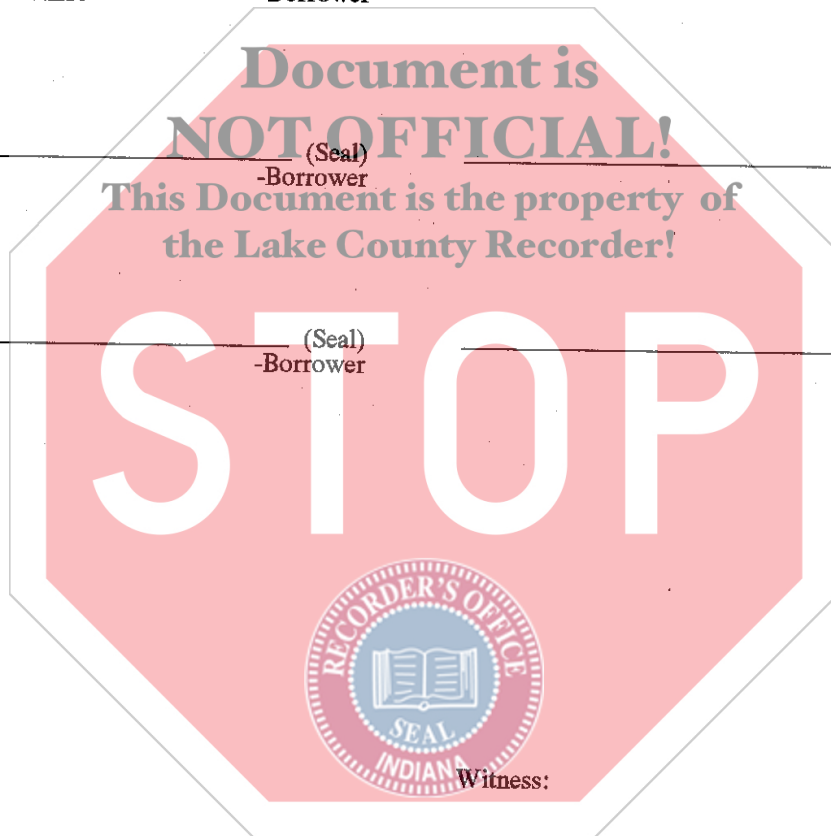 -Borrower
Document is
NOT OFFICIAL!
(Seal)
-Borrower
This Document is the property of
the Lake County Recorder!
(Seal)
-Borrower
STOP
RECORDER'S OFFICE
SEAL
INDIANA
Witness: